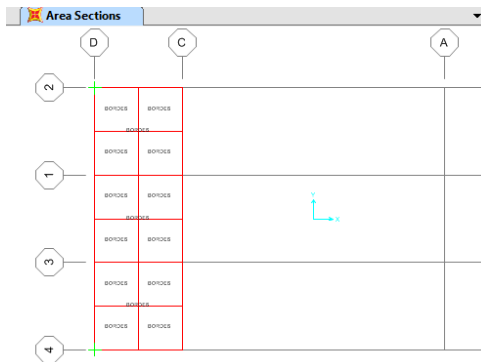 Area Sections
D C A
2
BORDES BORDES
BORDES
BORDES BORDES
1
BORDES BORDES Y
BORDES X
BORDES BORDES
3
BORDES BORDES
BORDES
BORDES BORDES
4